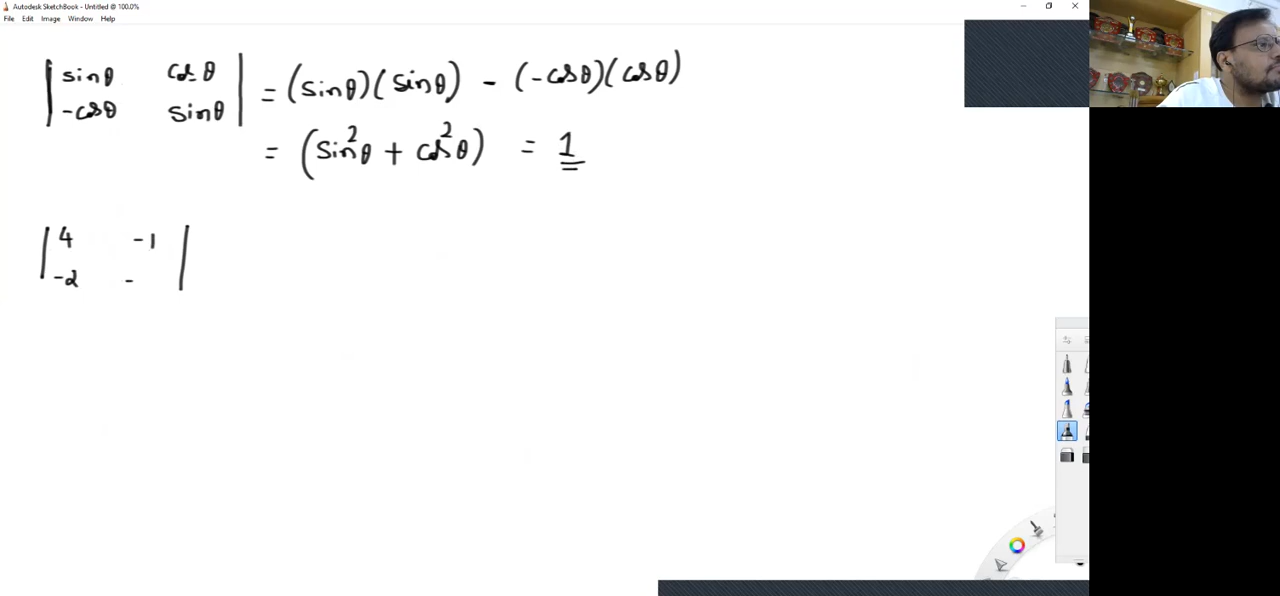 Autodesk SketchBook - Untitled @ 100.0%
File Edit Image Window Help
| sinθ cosθ | = (sinθ)(sinθ) - (-cosθ)(cosθ)
| -cosθ sinθ |
= (sin²θ + cos²θ) = 1
| 4 -1 |
| -2 - |